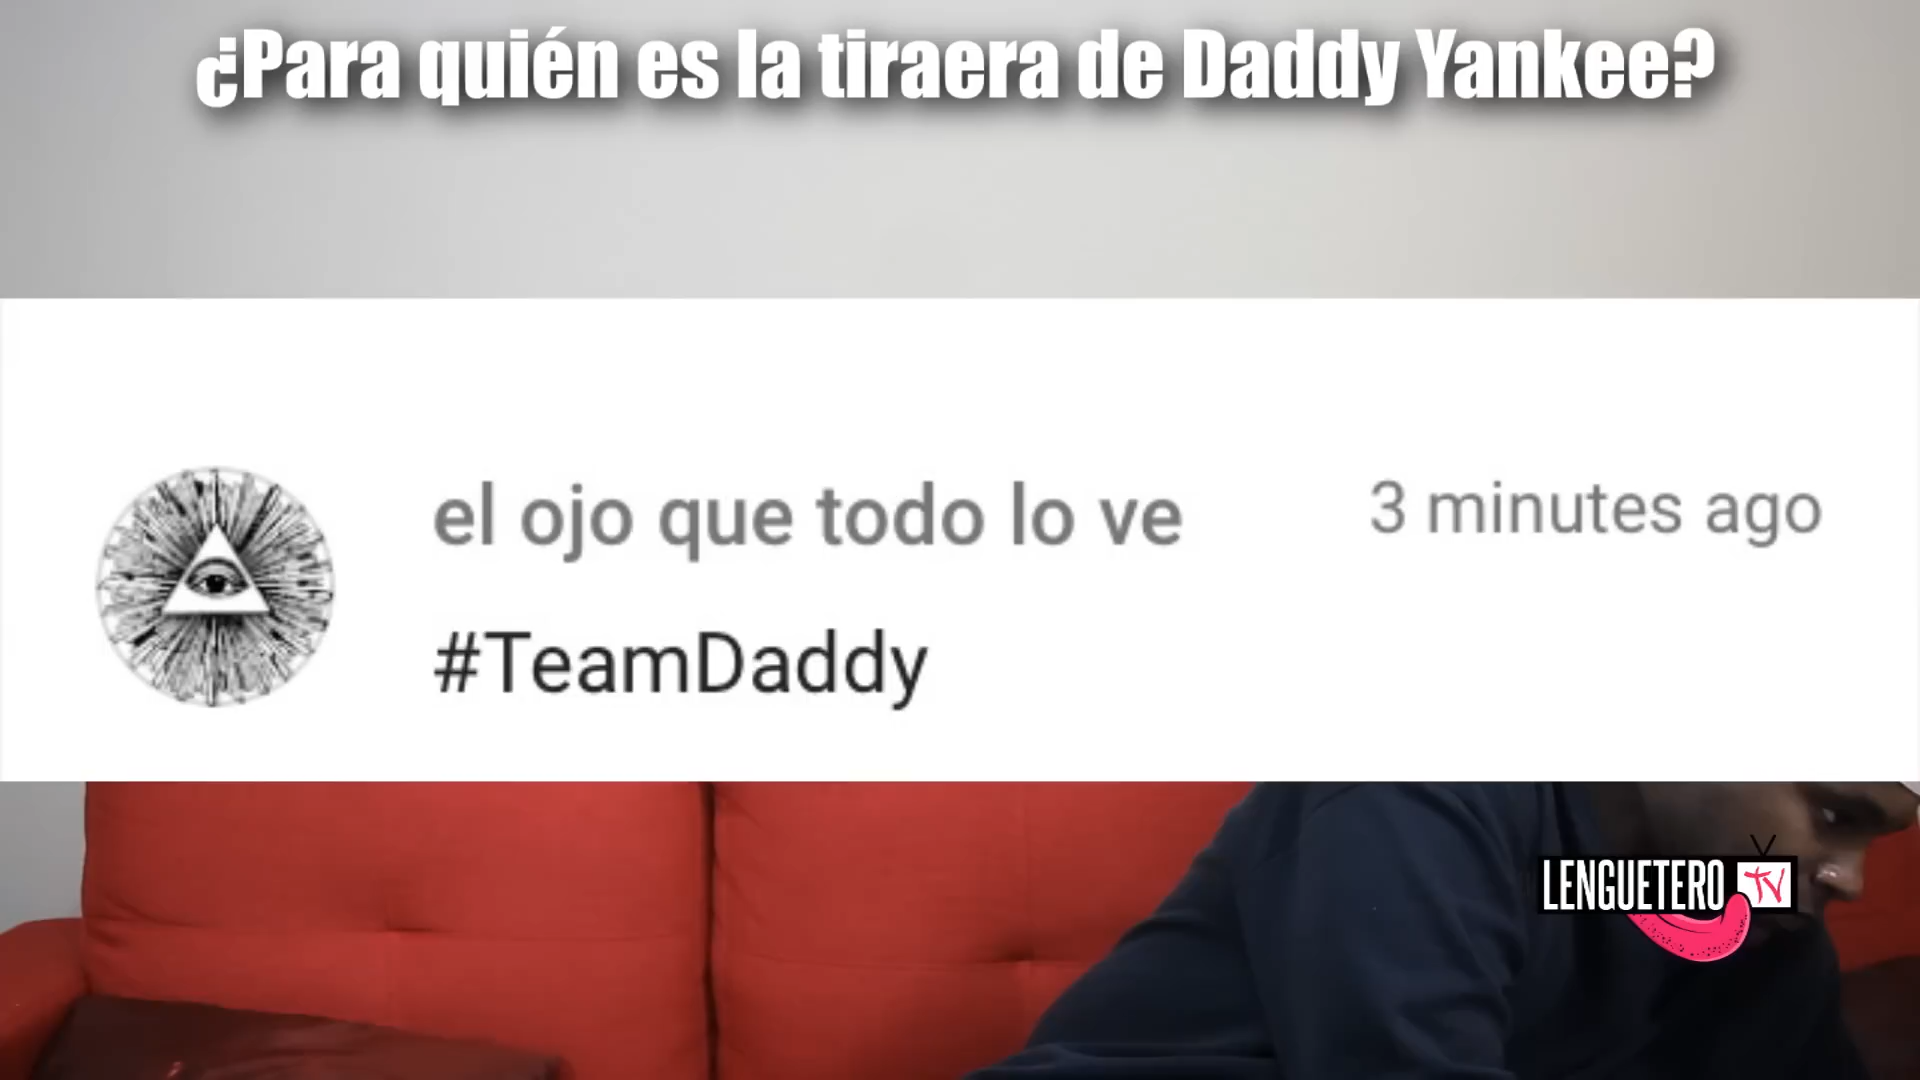 ¿Para quién es la tiraera de Daddy Yankee?
el ojo que todo lo ve
3 minutes ago
#TeamDaddy
LENGUETERO TV